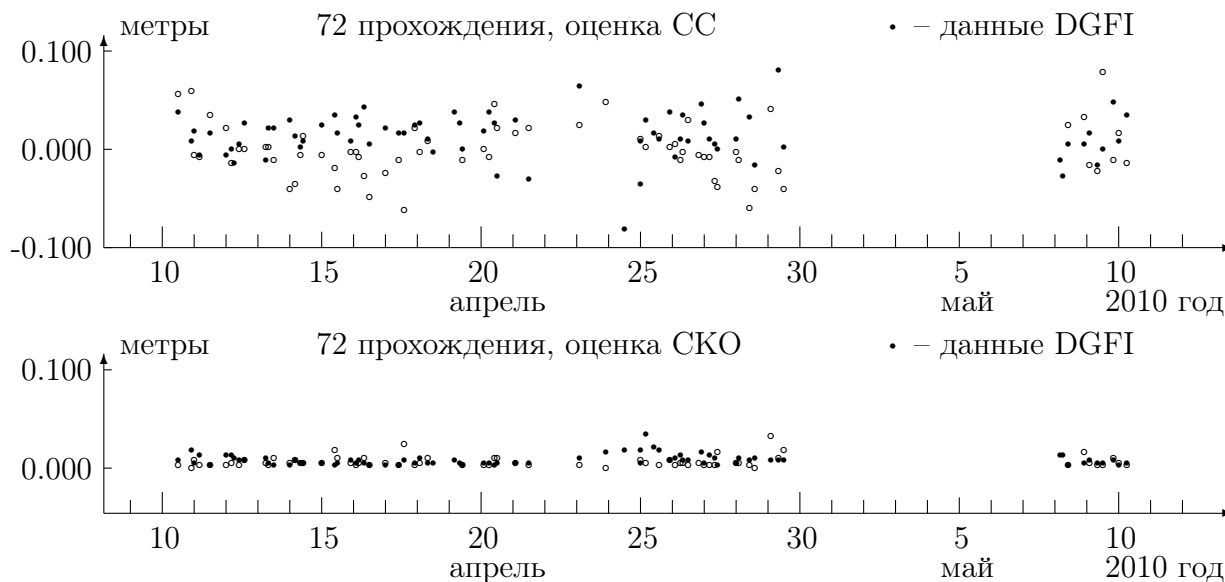 метры 72 прохождения, оценка СС • – данные DGFI
0.100
0.000
-0.100
10 15 20 25 30 5 10
апрель май 2010 год
метры 72 прохождения, оценка СКО • – данные DGFI
0.100
0.000
10 15 20 25 30 5 10
апрель май 2010 год